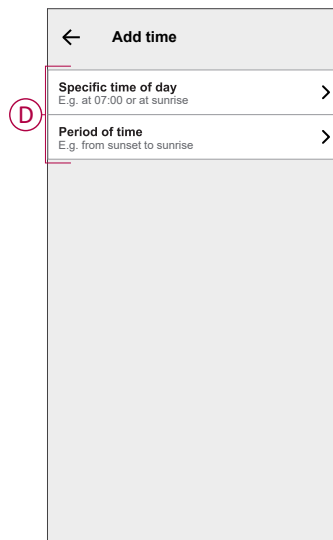 Add time
Specific time of day
E.g. at 07:00 or at sunrise
D
Period of time
E.g. from sunset to sunrise